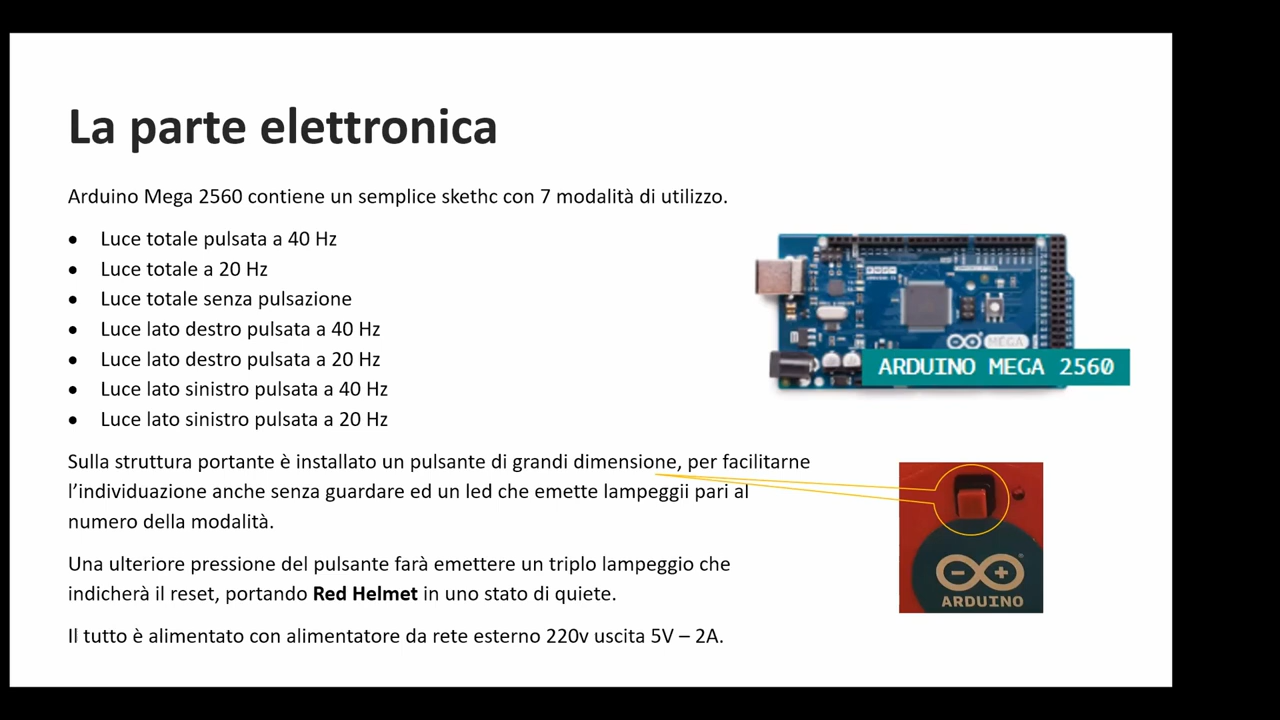 La parte elettronica
Arduino Mega 2560 contiene un semplice skethc con 7 modalità di utilizzo.
• Luce totale pulsata a 40 Hz
• Luce totale a 20 Hz
• Luce totale senza pulsazione
• Luce lato destro pulsata a 40 Hz
• Luce lato destro pulsata a 20 Hz
• Luce lato sinistro pulsata a 40 Hz
• Luce lato sinistro pulsata a 20 Hz
MEGA
ARDUINO MEGA 2560
Sulla struttura portante è installato un pulsante di grandi dimensione, per facilitarne
l’individuazione anche senza guardare ed un led che emette lampeggii pari al
numero della modalità.
Una ulteriore pressione del pulsante farà emettere un triplo lampeggio che
indicherà il reset, portando Red Helmet in uno stato di quiete.
ARDUINO
Il tutto è alimentato con alimentatore da rete esterno 220v uscita 5V – 2A.